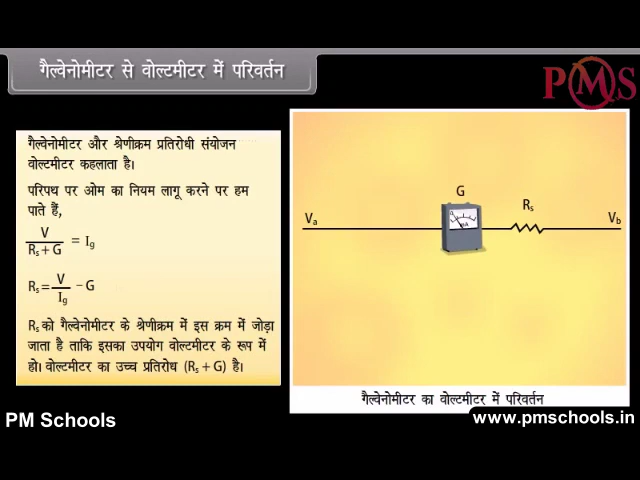 गैल्वेनोमीटर से वोल्टमीटर में परिवर्तन
PMS
गैल्वेनोमीटर और श्रेणीक्रम प्रतिरोधी संयोजन
वोल्टमीटर कहलाता है।
परिपथ पर ओम का नियम लागू करने पर हम
पाते हैं,
V / (Rs + G) = Ig
Rs = V / Ig - G
Rs को गैल्वेनोमीटर के श्रेणीक्रम में इस क्रम में जोड़ा
जाता है ताकि इसका उपयोग वोल्टमीटर के रूप में
हो। वोल्टमीटर का उच्च प्रतिरोध (Rs + G) है।
G
Rs
Va
Vb
गैल्वेनोमीटर का वोल्टमीटर में परिवर्तन
PM Schools
www.pmschools.in